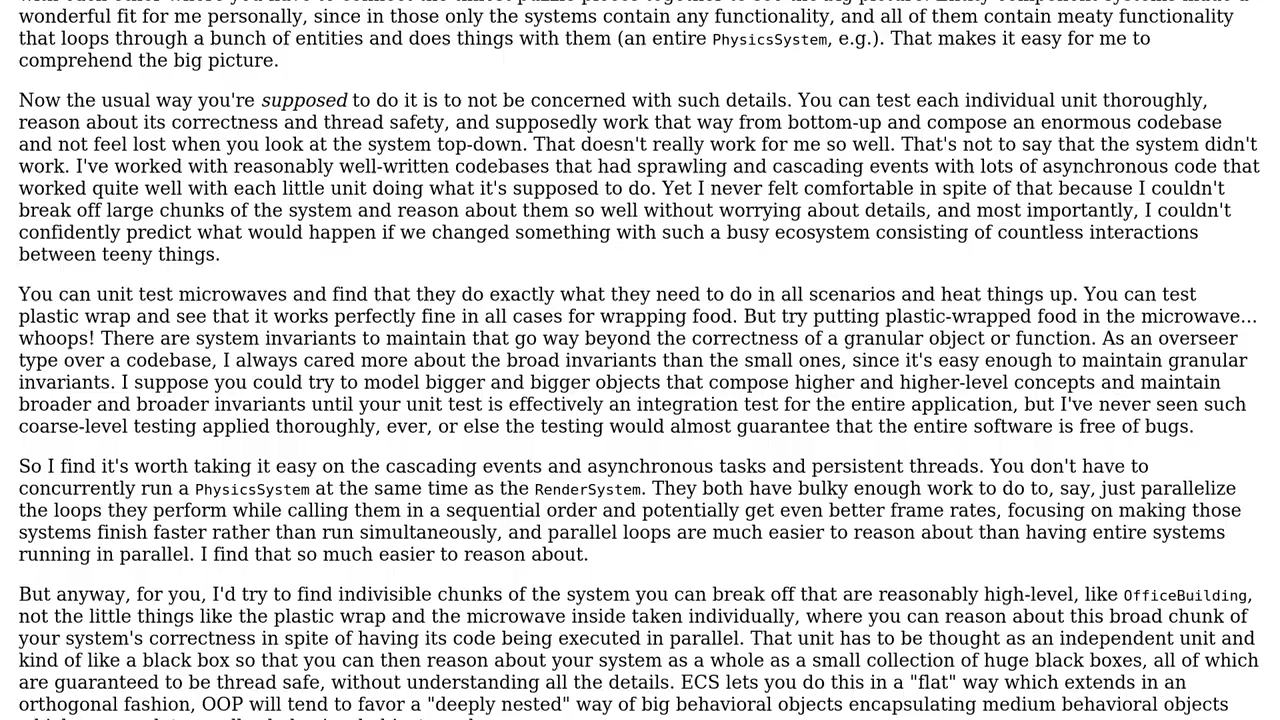 wonderful fit for me personally, since in those only the systems contain any functionality, and all of them contain meaty functionality
that loops through a bunch of entities and does things with them (an entire PhysicsSystem, e.g.). That makes it easy for me to
comprehend the big picture.
Now the usual way you're supposed to do it is to not be concerned with such details. You can test each individual unit thoroughly,
reason about its correctness and thread safety, and supposedly work that way from bottom-up and compose an enormous codebase
and not feel lost when you look at the system top-down. That doesn't really work for me so well. That's not to say that the system didn't
work. I've worked with reasonably well-written codebases that had sprawling and cascading events with lots of asynchronous code that
worked quite well with each little unit doing what it's supposed to do. Yet I never felt comfortable in spite of that because I couldn't
break off large chunks of the system and reason about them so well without worrying about details, and most importantly, I couldn't
confidently predict what would happen if we changed something with such a busy ecosystem consisting of countless interactions
between teeny things.
You can unit test microwaves and find that they do exactly what they need to do in all scenarios and heat things up. You can test
plastic wrap and see that it works perfectly fine in all cases for wrapping food. But try putting plastic-wrapped food in the microwave...
whoops! There are system invariants to maintain that go way beyond the correctness of a granular object or function. As an overseer
type over a codebase, I always cared more about the broad invariants than the small ones, since it's easy enough to maintain granular
invariants. I suppose you could try to model bigger and bigger objects that compose higher and higher-level concepts and maintain
broader and broader invariants until your unit test is effectively an integration test for the entire application, but I've never seen such
coarse-level testing applied thoroughly, ever, or else the testing would almost guarantee that the entire software is free of bugs.
So I find it's worth taking it easy on the cascading events and asynchronous tasks and persistent threads. You don't have to
concurrently run a PhysicsSystem at the same time as the RenderSystem. They both have bulky enough work to do to, say, just parallelize
the loops they perform while calling them in a sequential order and potentially get even better frame rates, focusing on making those
systems finish faster rather than run simultaneously, and parallel loops are much easier to reason about than having entire systems
running in parallel. I find that so much easier to reason about.
But anyway, for you, I'd try to find indivisible chunks of the system you can break off that are reasonably high-level, like OfficeBuilding,
not the little things like the plastic wrap and the microwave inside taken individually, where you can reason about this broad chunk of
your system's correctness in spite of having its code being executed in parallel. That unit has to be thought as an independent unit and
kind of like a black box so that you can then reason about your system as a whole as a small collection of huge black boxes, all of which
are guaranteed to be thread safe, without understanding all the details. ECS lets you do this in a "flat" way which extends in an
orthogonal fashion, OOP will tend to favor a "deeply nested" way of big behavioral objects encapsulating medium behavioral objects